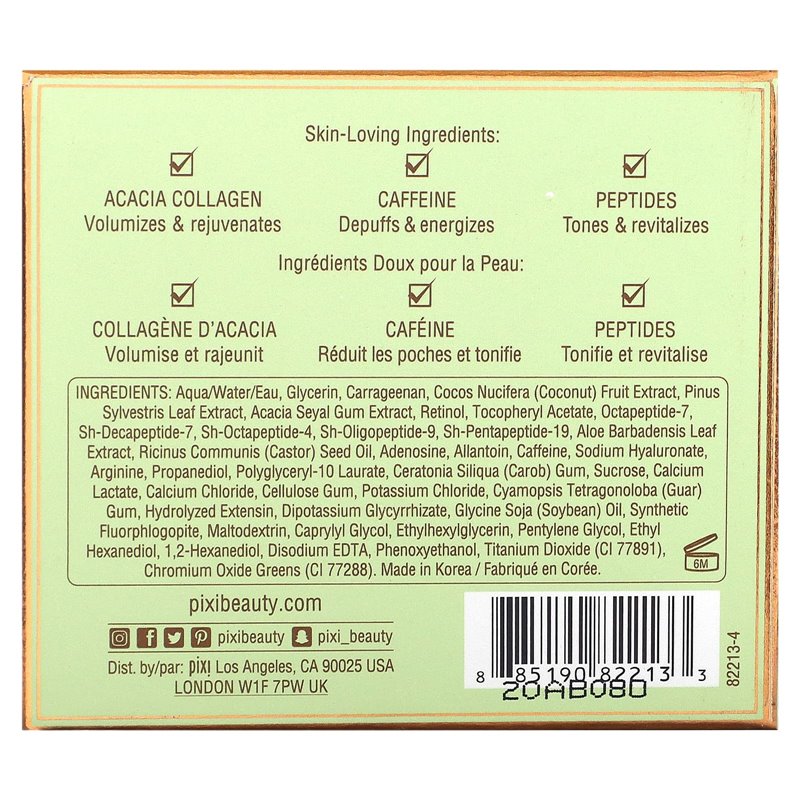 Skin-Loving Ingredients:
ACACIA COLLAGEN
Volumizes & rejuvenates
CAFFEINE
Depuffs & energizes
PEPTIDES
Tones & revitalizes
Ingrédients Doux pour la Peau:
COLLAGÈNE D'ACACIA
Volumise et rajeunit
CAFÉINE
Réduit les poches et tonifie
PEPTIDES
Tonifie et revitalise
INGREDIENTS: Aqua/Water/Eau, Glycerin, Carrageenan, Cocos Nucifera (Coconut) Fruit Extract, Pinus
Sylvestris Leaf Extract, Acacia Seyal Gum Extract, Retinol, Tocopheryl Acetate, Octapeptide-7,
Sh-Decapeptide-7, Sh-Octapeptide-4, Sh-Oligopeptide-9, Sh-Pentapeptide-19, Aloe Barbadensis Leaf
Extract, Ricinus Communis (Castor) Seed Oil, Adenosine, Allantoin, Caffeine, Sodium Hyaluronate,
Arginine, Propanediol, Polyglyceryl-10 Laurate, Ceratonia Siliqua (Carob) Gum, Sucrose, Calcium
Lactate, Calcium Chloride, Cellulose Gum, Potassium Chloride, Cyamopsis Tetragonoloba (Guar)
Gum, Hydrolyzed Extensin, Dipotassium Glycyrrhizate, Glycine Soja (Soybean) Oil, Synthetic
Fluorphlogopite, Maltodextrin, Caprylyl Glycol, Ethylhexylglycerin, Pentylene Glycol, Ethyl
Hexanediol, 1,2-Hexanediol, Disodium EDTA, Phenoxyethanol, Titanium Dioxide (CI 77891),
Chromium Oxide Greens (CI 77288). Made in Korea / Fabriqué en Corée.
6M
pixibeauty.com
pixibeauty pixi_beauty
Dist. by/par: pixi Los Angeles, CA 90025 USA
LONDON W1F 7PW UK
8 85190 82213 3
20AB08D
82213-4